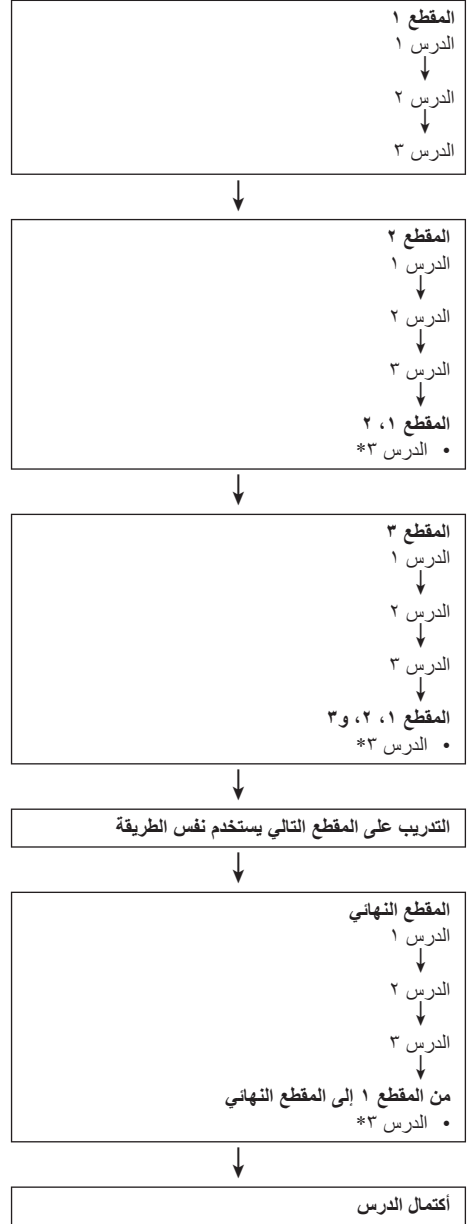 المقطع ١
الدرس ١
الدرس ٢
الدرس ٣
المقطع ٢
الدرس ١
الدرس ٢
الدرس ٣
المقطع ١، ٢
• الدرس ٣*
المقطع ٣
الدرس ١
الدرس ٢
الدرس ٣
المقطع ١، ٢، و٣
• الدرس ٣*
التدريب على المقطع التالي يستخدم نفس الطريقة
المقطع النهائي
الدرس ١
الدرس ٢
الدرس ٣
من المقطع ١ إلى المقطع النهائي
• الدرس ٣*
أكتمال الدرس